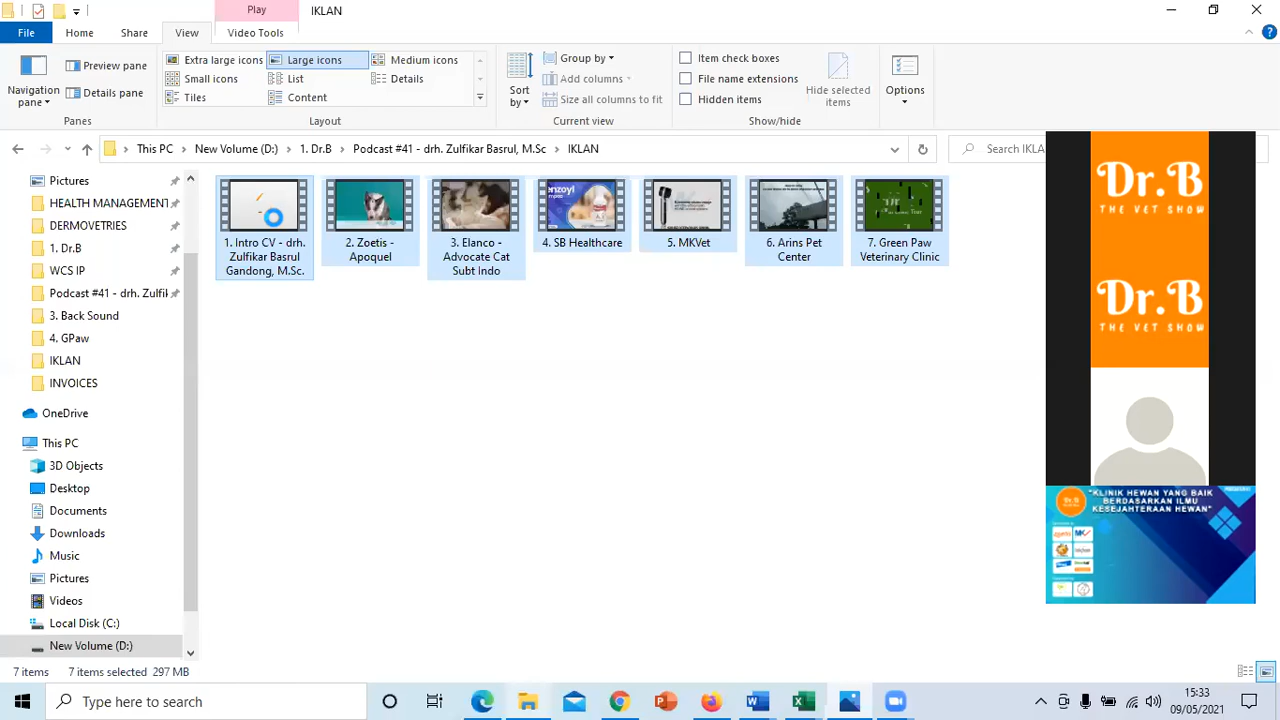 Play
IKLAN
File
Home
Share
View
Video Tools
Extra large icons
Large icons
Medium icons
Small icons
List
Details
Tiles
Content
Navigation pane
Preview pane
Details pane
Sort by
Group by
Add columns
Size all columns to fit
Item check boxes
File name extensions
Hidden items
Hide selected items
Options
Panes
Layout
Current view
Show/hide
This PC
New Volume (D:)
1. Dr.B
Podcast #41 - drh. Zulfikar Basrul, M.Sc
IKLAN
Search IKL
Pictures
HEALTH MANAGEMENT
DERMOVETRIES
1. Dr.B
WCS IP
Podcast #41 - drh. Zulfi
3. Back Sound
4. GPaw
IKLAN
INVOICES
OneDrive
This PC
3D Objects
Desktop
Documents
Downloads
Music
Pictures
Videos
Local Disk (C:)
New Volume (D:)
1. Intro CV - drh.
Zulfikar Basrul
Gandong, M.Sc.
2. Zoetis -
Apoquel
3. Elanco -
Advocate Cat
Subt Indo
4. SB Healthcare
5. MKVet
6. Arins Pet
Center
7. Green Paw
Veterinary Clinic
Dr.B
THE VET SHOW
Dr.B
THE VET SHOW
"KLINIK HEWAN YANG BAIK
BERDASARKAN ILMU
KESEJAHTERAAN HEWAN"
7 items
7 items selected 297 MB
Type here to search
15:33
09/05/2021